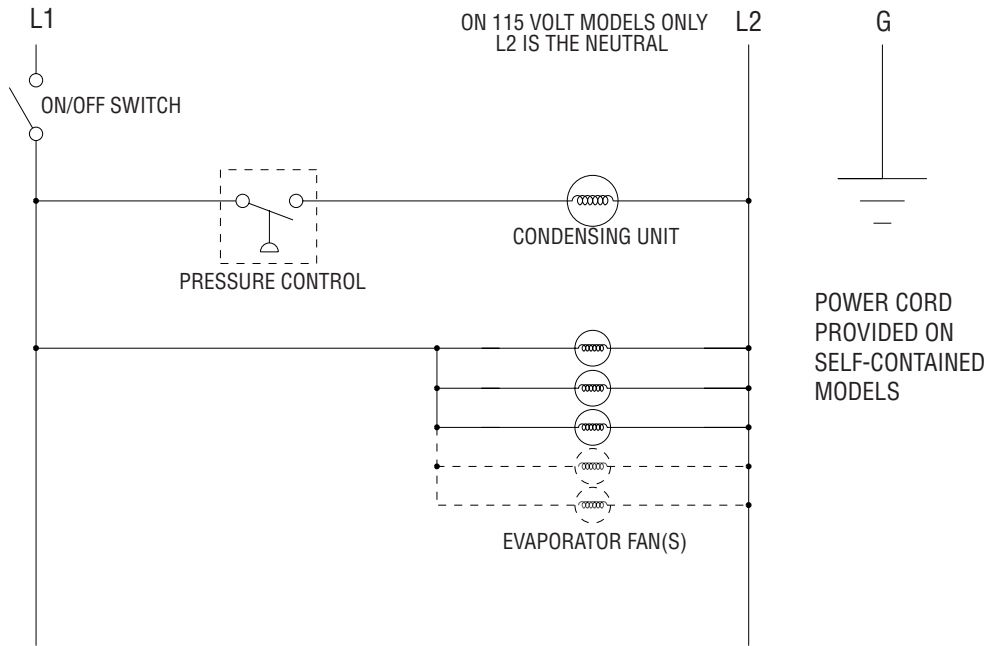 L1
ON 115 VOLT MODELS ONLY
L2 IS THE NEUTRAL
L2
G
ON/OFF SWITCH
CONDENSING UNIT
PRESSURE CONTROL
POWER CORD
PROVIDED ON
SELF-CONTAINED
MODELS
EVAPORATOR FAN(S)